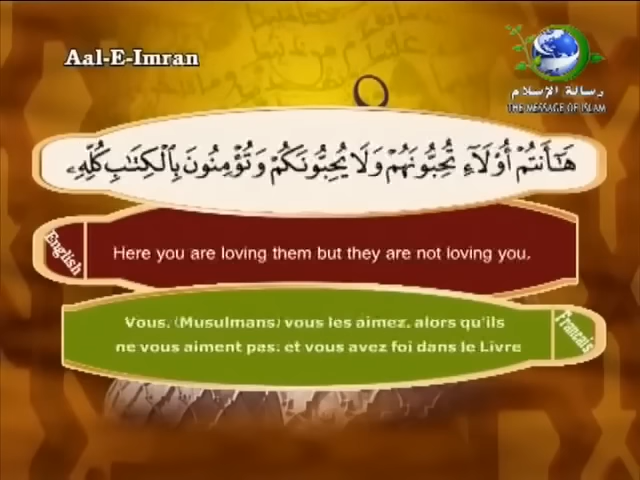 Aal-E-Imran
رسالة الإسلام
THE MESSAGE OF ISLAM
هَٰٓأَنتُمْ أُو۟لَآءِ تُحِبُّونَهُمْ وَلَا يُحِبُّونَكُمْ وَتُؤْمِنُونَ بِٱلْكِتَٰبِ كُلِّهِۦ
English
Here you are loving them but they are not loving you.
Vous, (Musulmans) vous les aimez, alors qu'ils
ne vous aiment pas; et vous avez foi dans le Livre
Francais